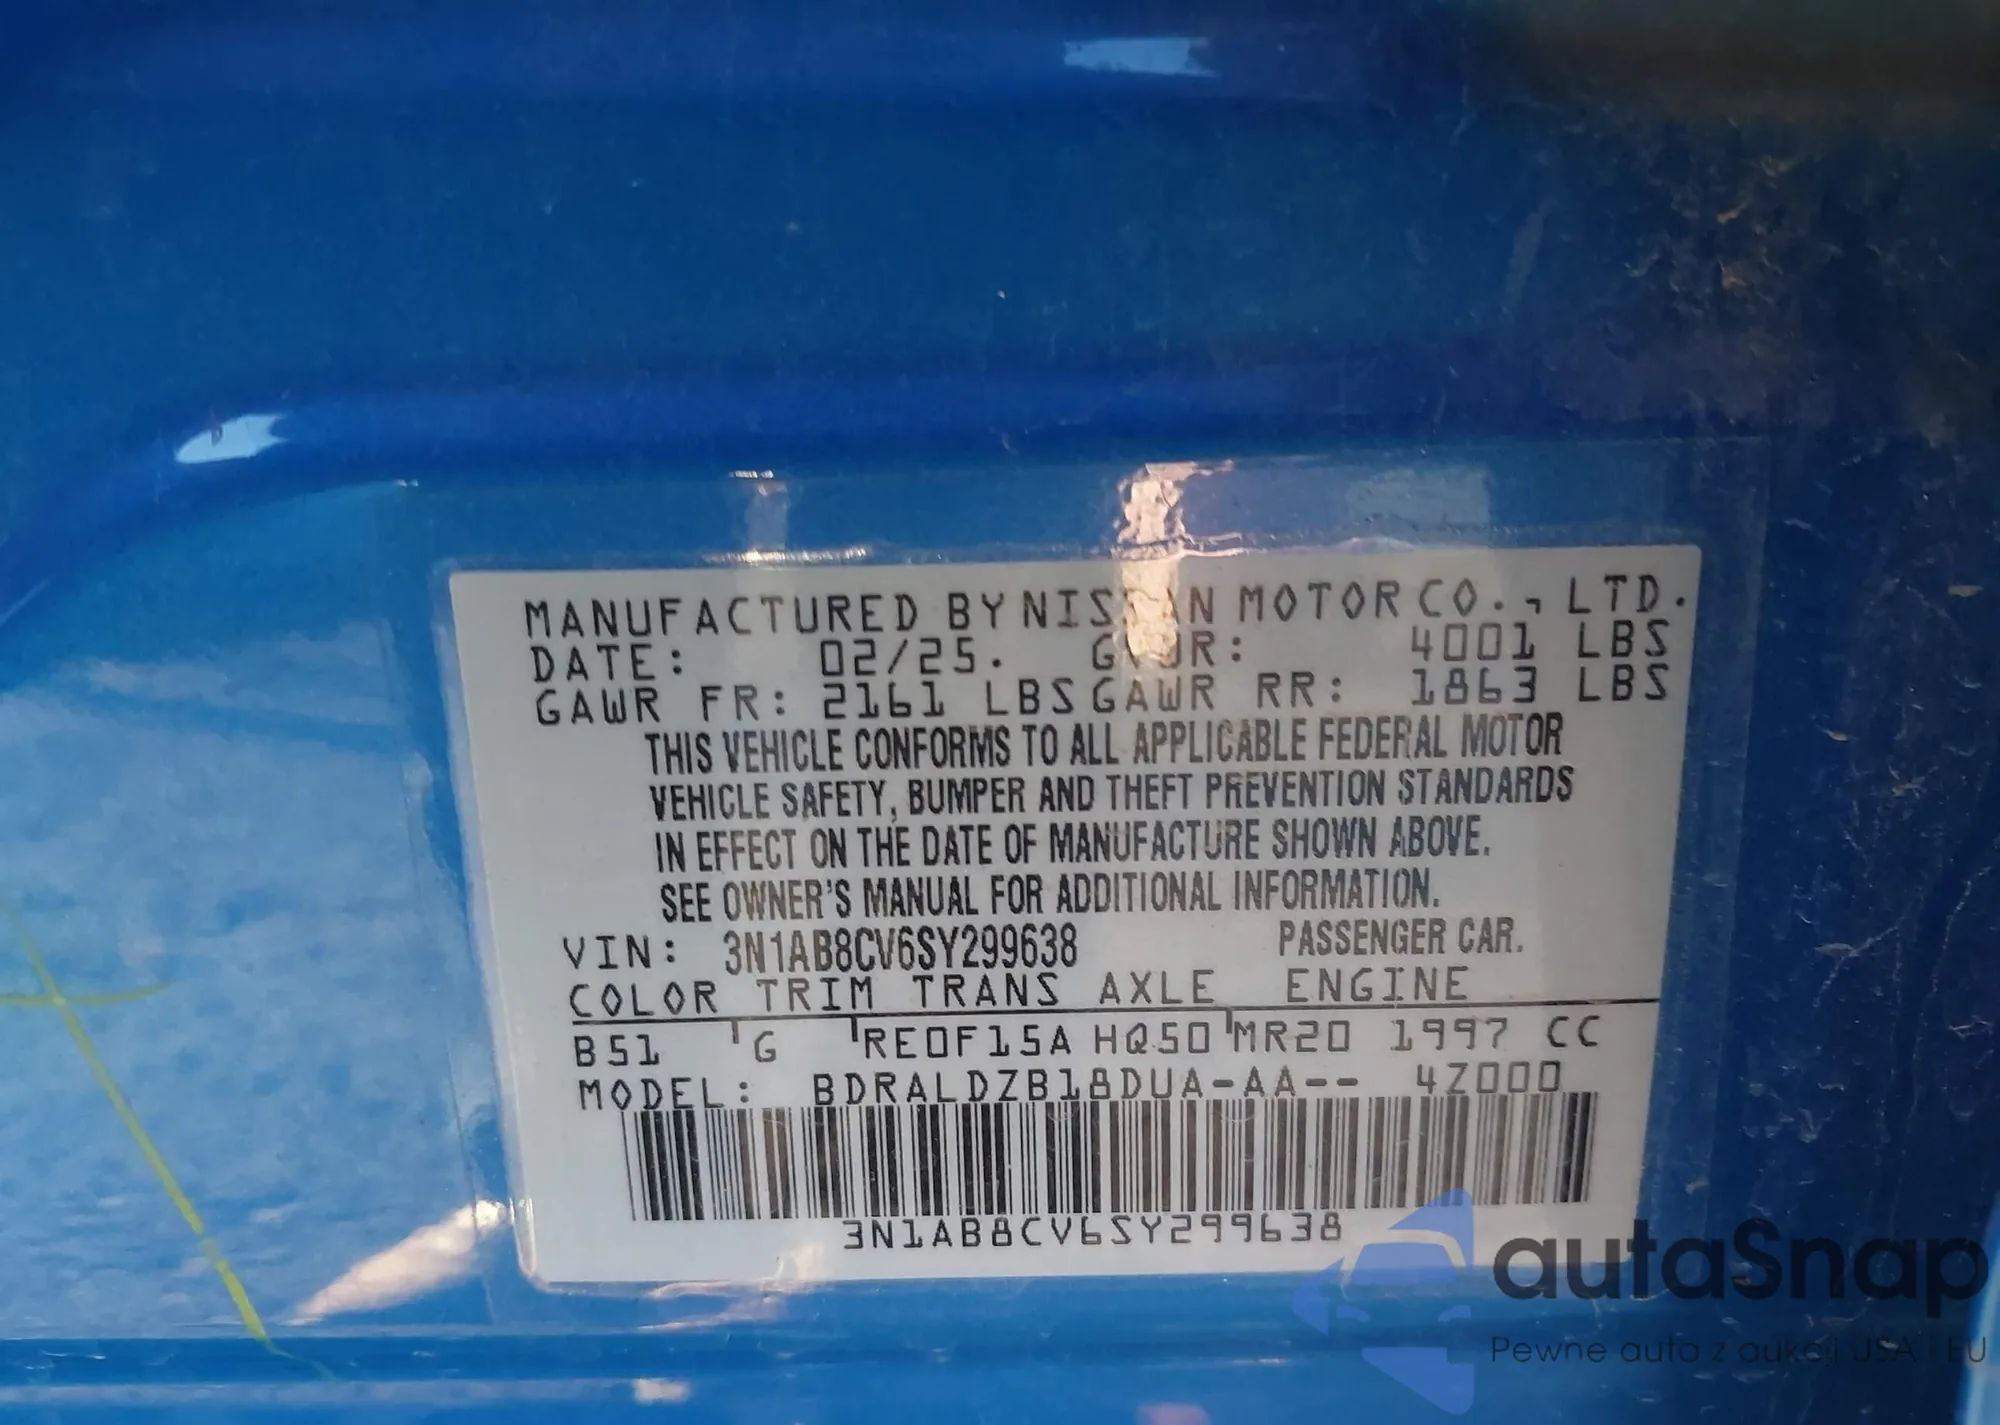 MANUFACTURED BY NISSAN MOTOR CO., LTD.
DATE: 02/25. GVWR: 4001 LBS
GAWR FR: 2161 LBS GAWR RR: 1863 LBS
THIS VEHICLE CONFORMS TO ALL APPLICABLE FEDERAL MOTOR
VEHICLE SAFETY, BUMPER AND THEFT PREVENTION STANDARDS
IN EFFECT ON THE DATE OF MANUFACTURE SHOWN ABOVE.
SEE OWNER'S MANUAL FOR ADDITIONAL INFORMATION.
VIN: 3N1AB8CV6SY299638 PASSENGER CAR.
COLOR TRIM TRANS AXLE ENGINE
B51 G RE0F15A HQ50 MR20 1997 CC
MODEL: BDRALDZB18DUA-AA-- 4Z000
3N1AB8CV6SY299638
autaSnap
Pewne auta z aukcji USA i EU